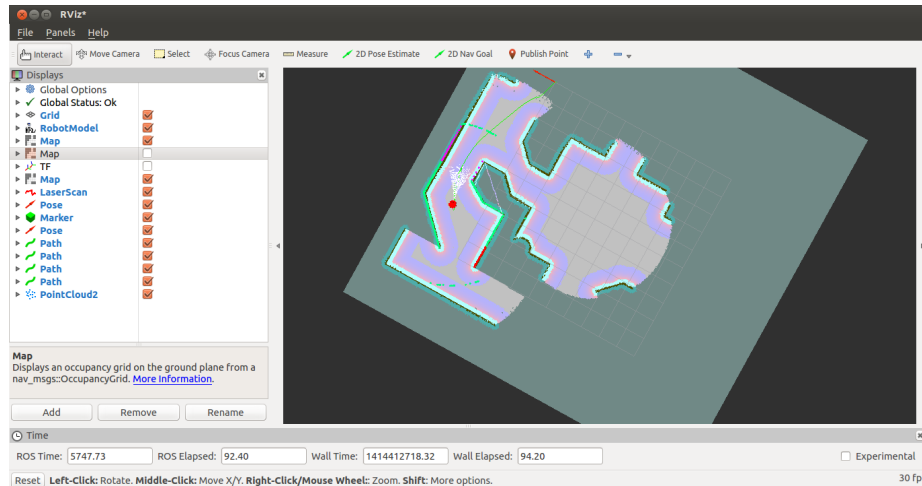 RViz*
File Panels Help
Interact Move Camera Select Focus Camera Measure 2D Pose Estimate 2D Nav Goal Publish Point
Displays
Global Options
Global Status: Ok
Grid
RobotModel
Map
Map
TF
Map
LaserScan
Pose
Marker
Pose
Path
Path
Path
Path
PointCloud2
Map
Displays an occupancy grid on the ground plane from a
nav_msgs::OccupancyGrid. More Information.
Add Remove Rename
Time
ROS Time: 5747.73 ROS Elapsed: 92.40 Wall Time: 1414412718.32 Wall Elapsed: 94.20 Experimental
Reset Left-Click: Rotate. Middle-Click: Move X/Y. Right-Click/Mouse Wheel:: Zoom. Shift: More options. 30 fp